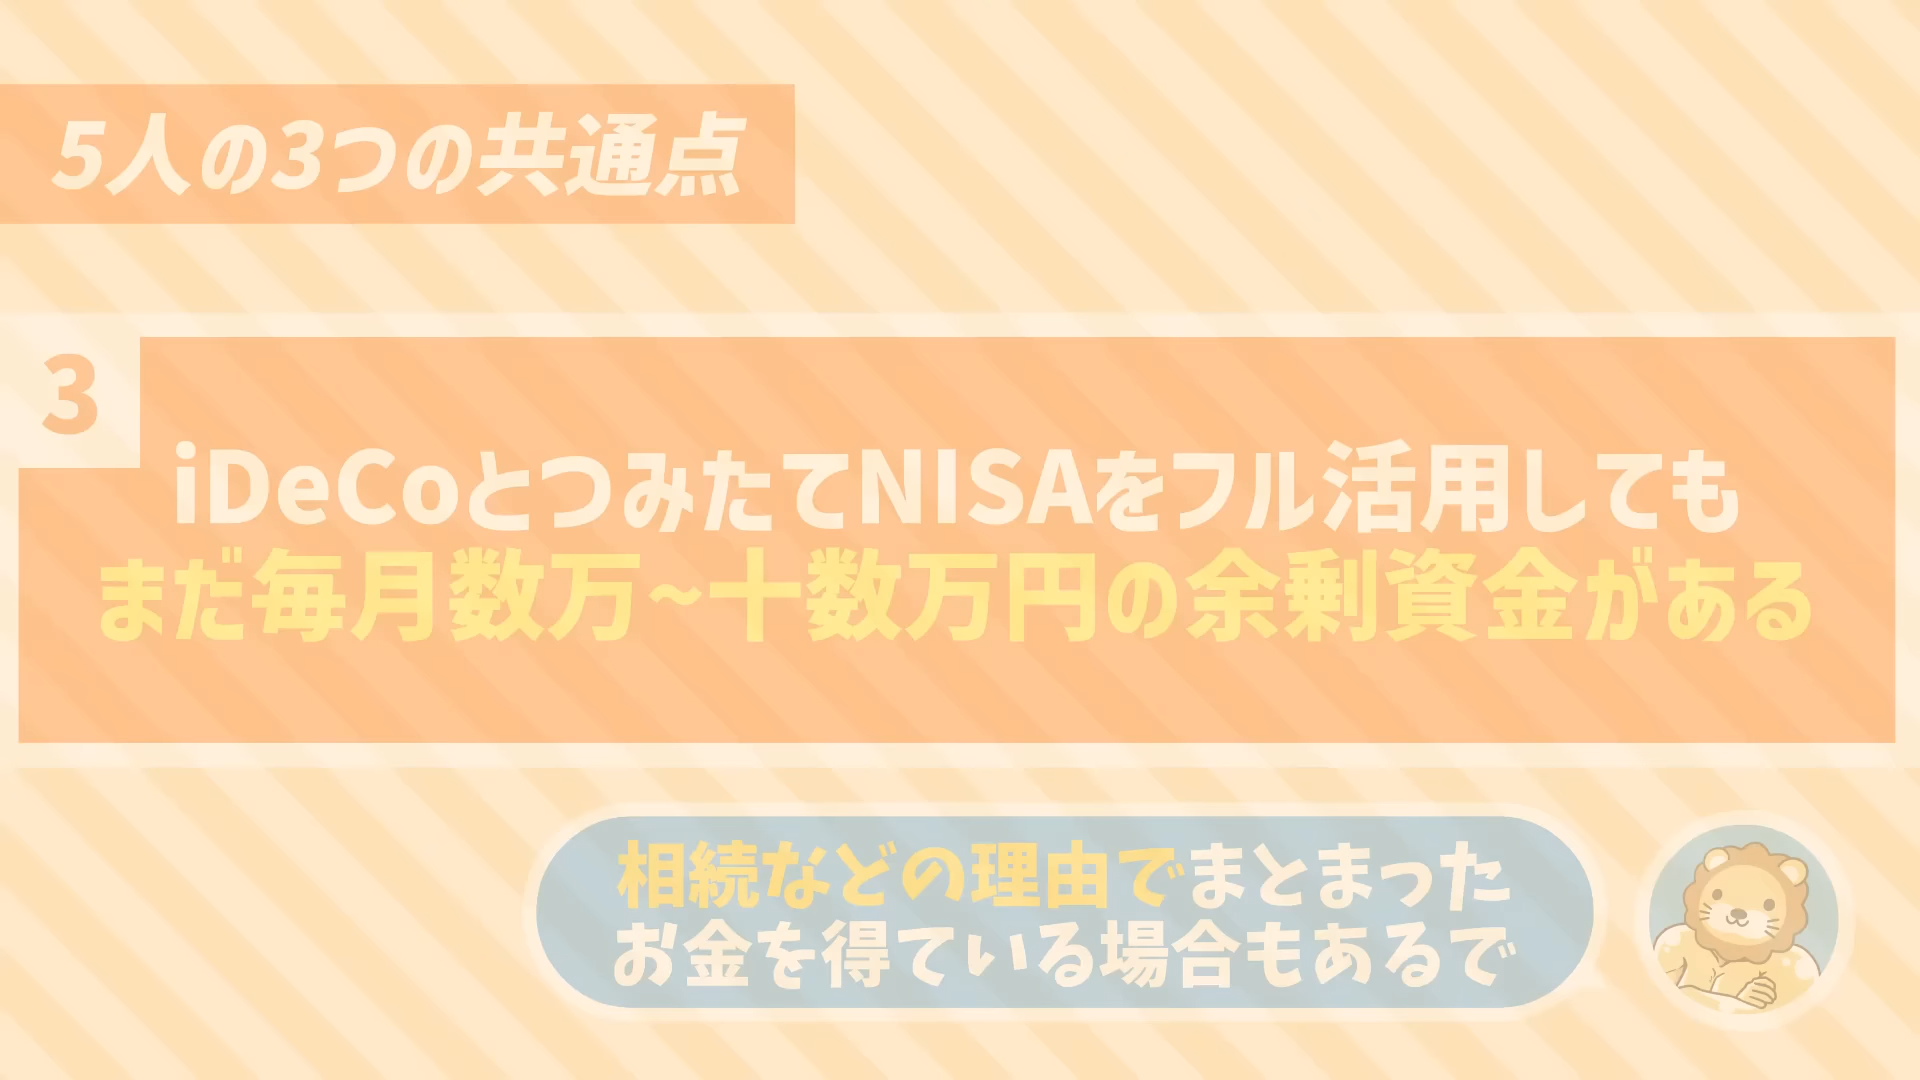 5人の3つの共通点
3
iDeCoとつみたてNISAをフル活用しても
まだ毎月数万~十数万円の余剰資金がある
相続などの理由でまとまった
お金を得ている場合もあるで